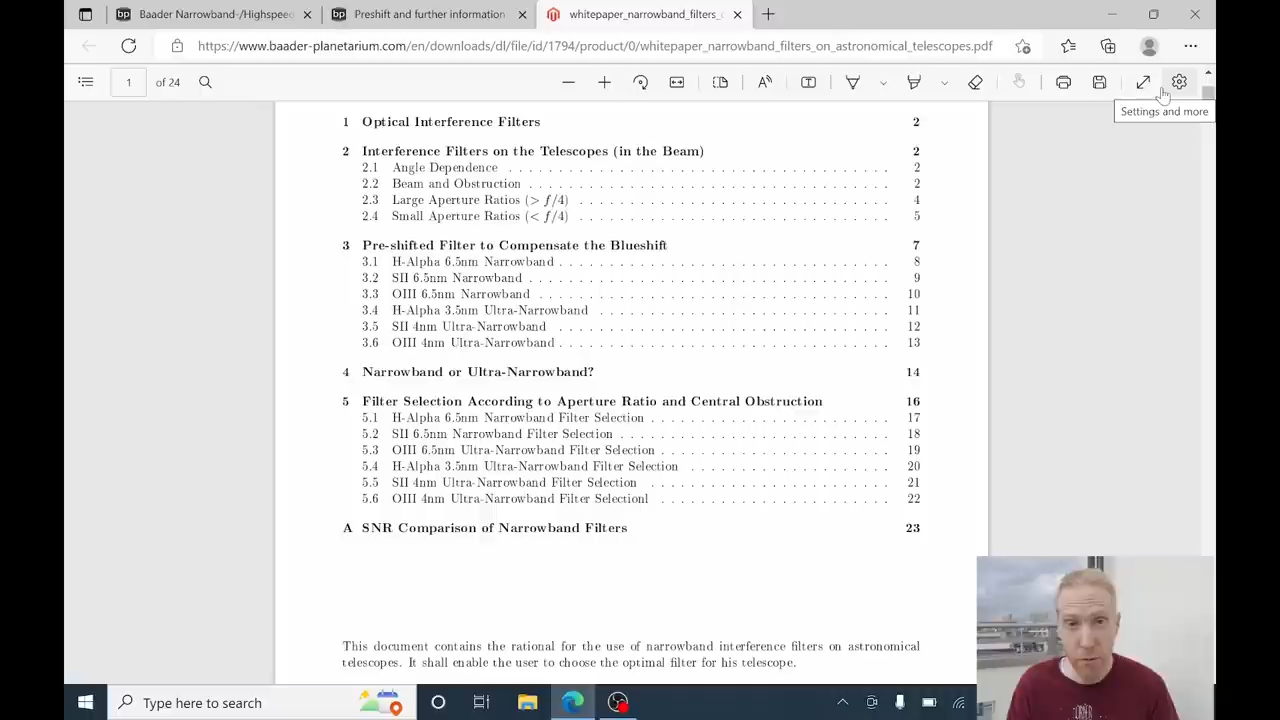 Baader Narrowband-/Highspeed
Preshift and further information
whitepaper_narrowband_filters_
https://www.baader-planetarium.com/en/downloads/dl/file/id/1794/product/0/whitepaper_narrowband_filters_on_astronomical_telescopes.pdf
1 of 24
Settings and more
1 Optical Interference Filters 2
2 Interference Filters on the Telescopes (in the Beam) 2
2.1 Angle Dependence . . . . . . . . . . . . . . . . . . . . . . . . . . . . . . . . . . . . . 2
2.2 Beam and Obstruction . . . . . . . . . . . . . . . . . . . . . . . . . . . . . . . . . . . 2
2.3 Large Aperture Ratios (> f/4) . . . . . . . . . . . . . . . . . . . . . . . . . . . . . . 4
2.4 Small Aperture Ratios (< f/4) . . . . . . . . . . . . . . . . . . . . . . . . . . . . . . 5
3 Pre-shifted Filter to Compensate the Blueshift 7
3.1 H-Alpha 6.5nm Narrowband . . . . . . . . . . . . . . . . . . . . . . . . . . . . . . . . 8
3.2 SII 6.5nm Narrowband . . . . . . . . . . . . . . . . . . . . . . . . . . . . . . . . . . . 9
3.3 OIII 6.5nm Narrowband . . . . . . . . . . . . . . . . . . . . . . . . . . . . . . . . . . 10
3.4 H-Alpha 3.5nm Ultra-Narrowband . . . . . . . . . . . . . . . . . . . . . . . . . . . . 11
3.5 SII 4nm Ultra-Narrowband . . . . . . . . . . . . . . . . . . . . . . . . . . . . . . . . 12
3.6 OIII 4nm Ultra-Narrowband . . . . . . . . . . . . . . . . . . . . . . . . . . . . . . . . 13
4 Narrowband or Ultra-Narrowband? 14
5 Filter Selection According to Aperture Ratio and Central Obstruction 16
5.1 H-Alpha 6.5nm Narrowband Filter Selection . . . . . . . . . . . . . . . . . . . . . . . 17
5.2 SII 6.5nm Narrowband Filter Selection . . . . . . . . . . . . . . . . . . . . . . . . . . 18
5.3 OIII 6.5nm Ultra-Narrowband Filter Selection . . . . . . . . . . . . . . . . . . . . . . 19
5.4 H-Alpha 3.5nm Ultra-Narrowband Filter Selection . . . . . . . . . . . . . . . . . . . 20
5.5 SII 4nm Ultra-Narrowband Filter Selection . . . . . . . . . . . . . . . . . . . . . . . 21
5.6 OIII 4nm Ultra-Narrowband Filter Selectionl . . . . . . . . . . . . . . . . . . . . . . 22
A SNR Comparison of Narrowband Filters 23
This document contains the rational for the use of narrowband interference filters on astronomical
telescopes. It shall enable the user to choose the optimal filter for his telescope.
Type here to search